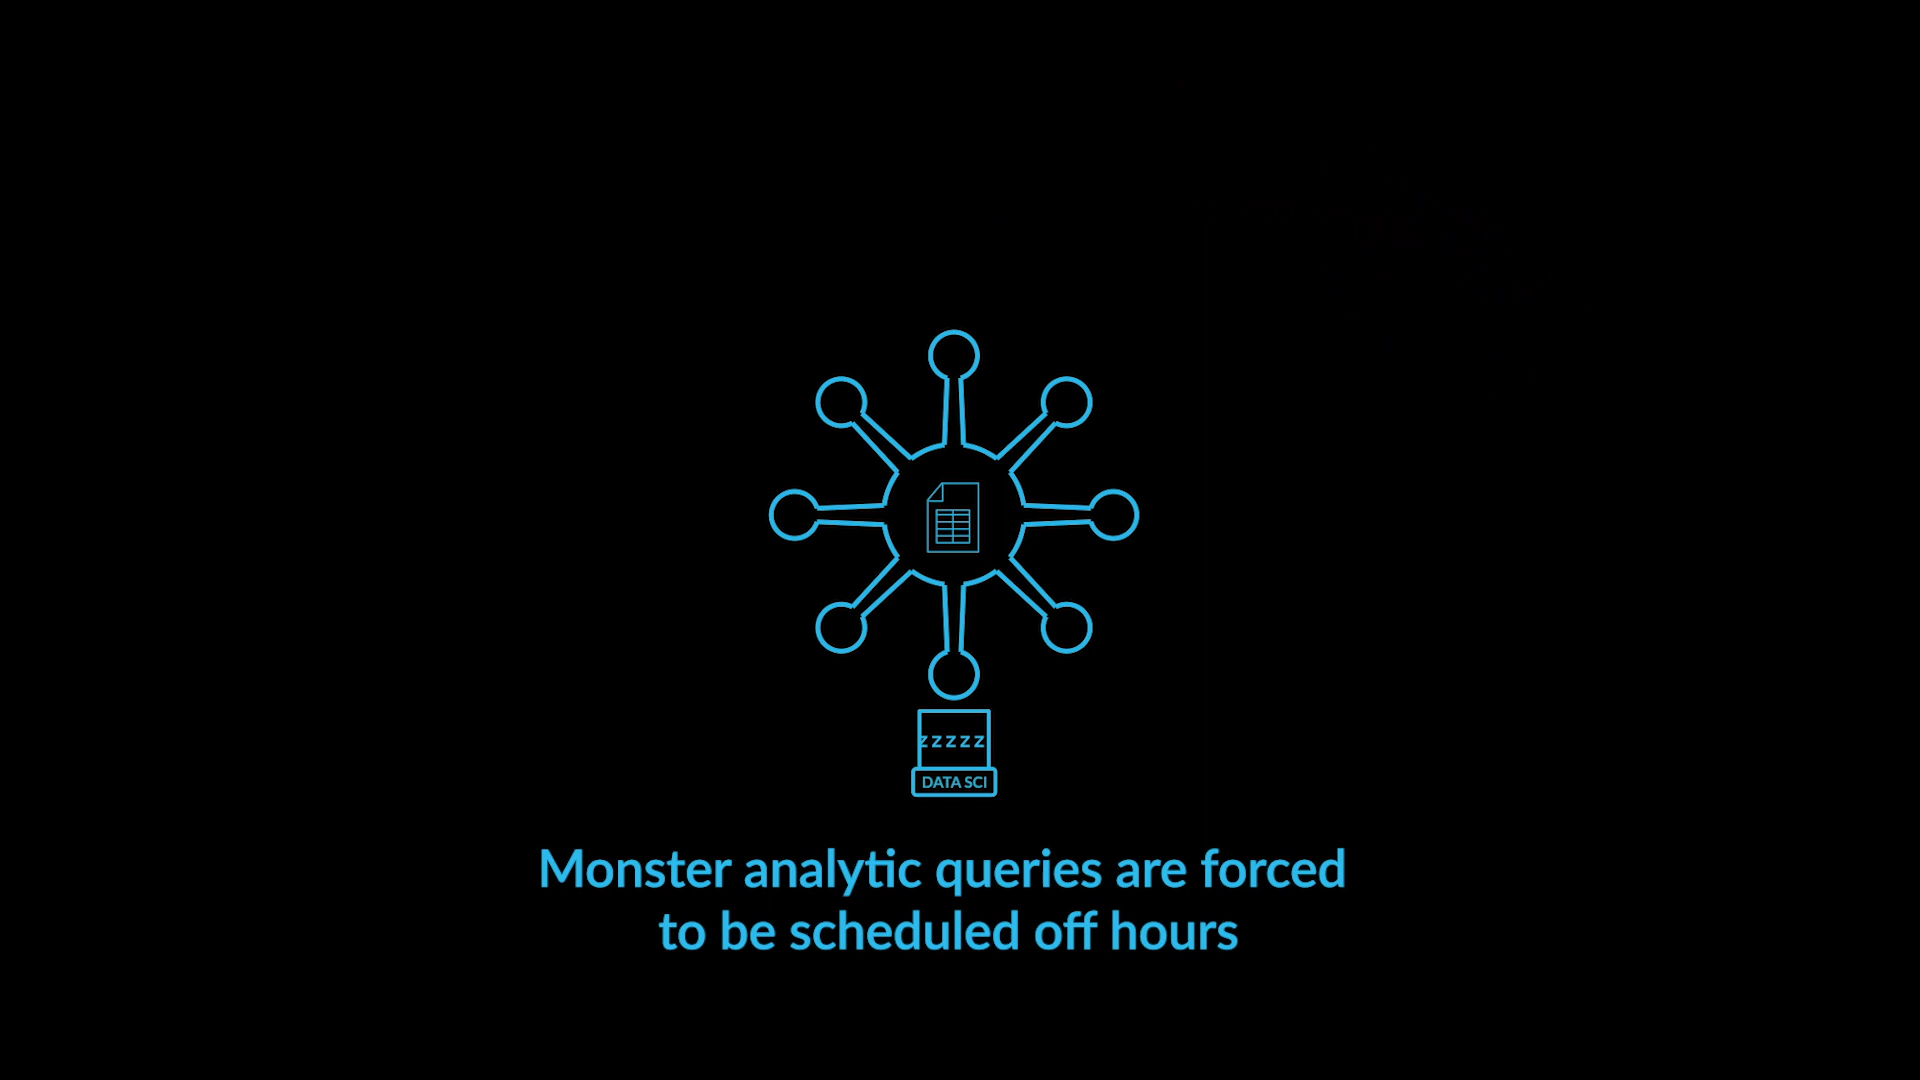 zzzzz
DATA SCI
Monster analytic queries are forced
to be scheduled off hours